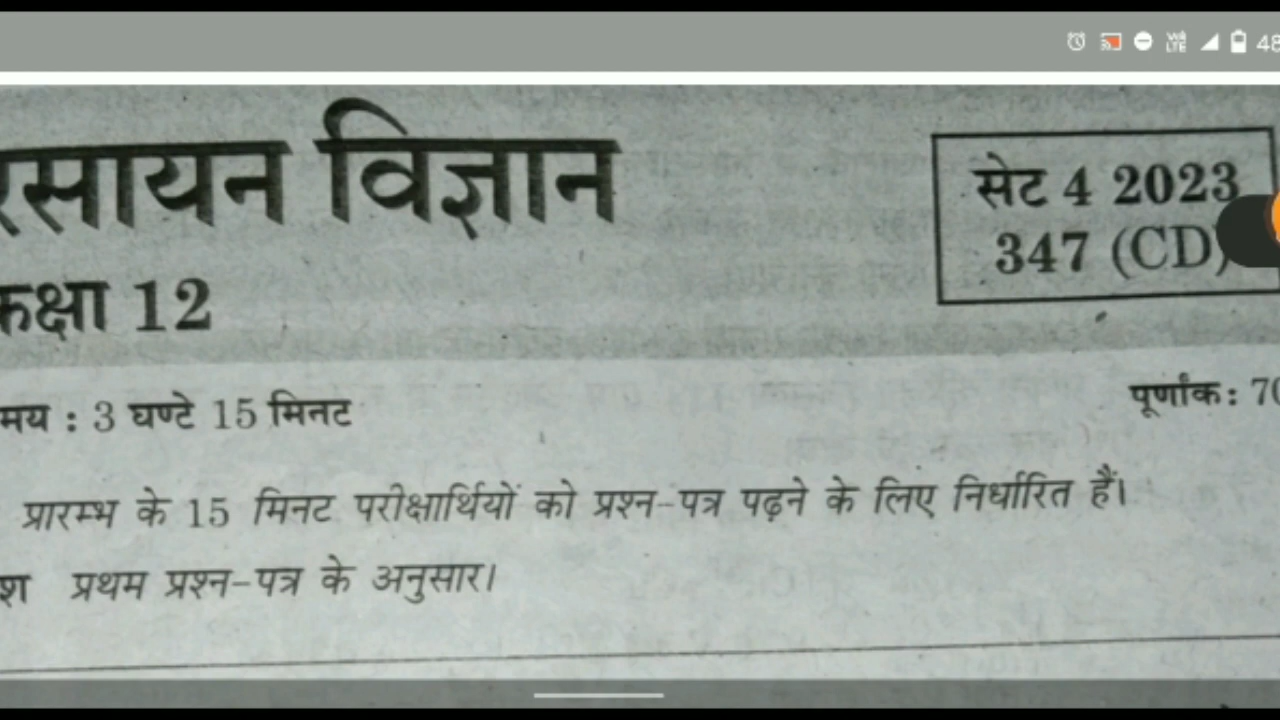 रसायन विज्ञान
सेट 4 2023
347 (CD)
कक्षा 12
मय : 3 घण्टे 15 मिनट
पूर्णांक: 70
प्रारम्भ के 15 मिनट परीक्षार्थियों को प्रश्न-पत्र पढ़ने के लिए निर्धारित हैं।
श प्रथम प्रश्न-पत्र के अनुसार।